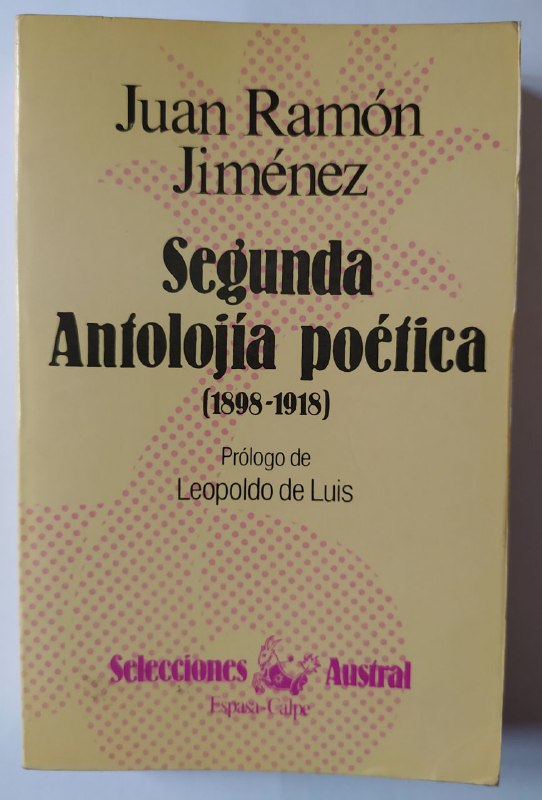 Juan Ramón
Jiménez
Segunda
Antolojía poética
(1898-1918)
Prólogo de
Leopoldo de Luis
Selecciones Austral
Espasa-Calpe